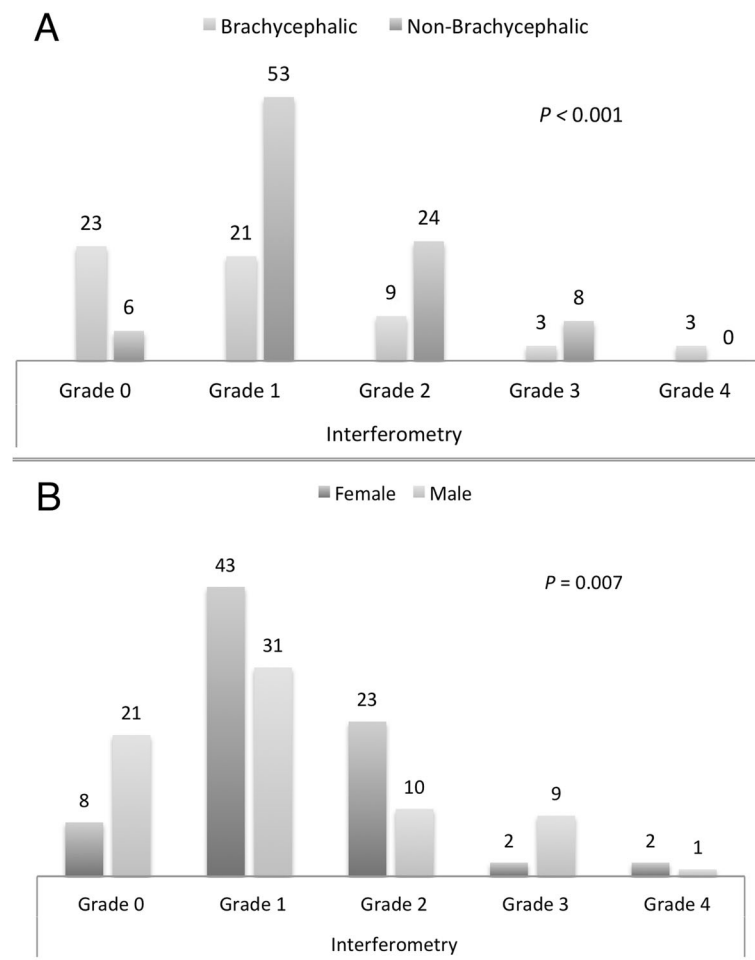 A
Brachycephalic Non-Brachycephalic
53
P < 0.001
23
21
24
6
9
8
3
3
0
Grade 0 Grade 1 Grade 2 Grade 3 Grade 4
Interferometry
B
Female Male
43
P = 0.007
31
21
23
8
10
9
2
2
1
Grade 0 Grade 1 Grade 2 Grade 3 Grade 4
Interferometry